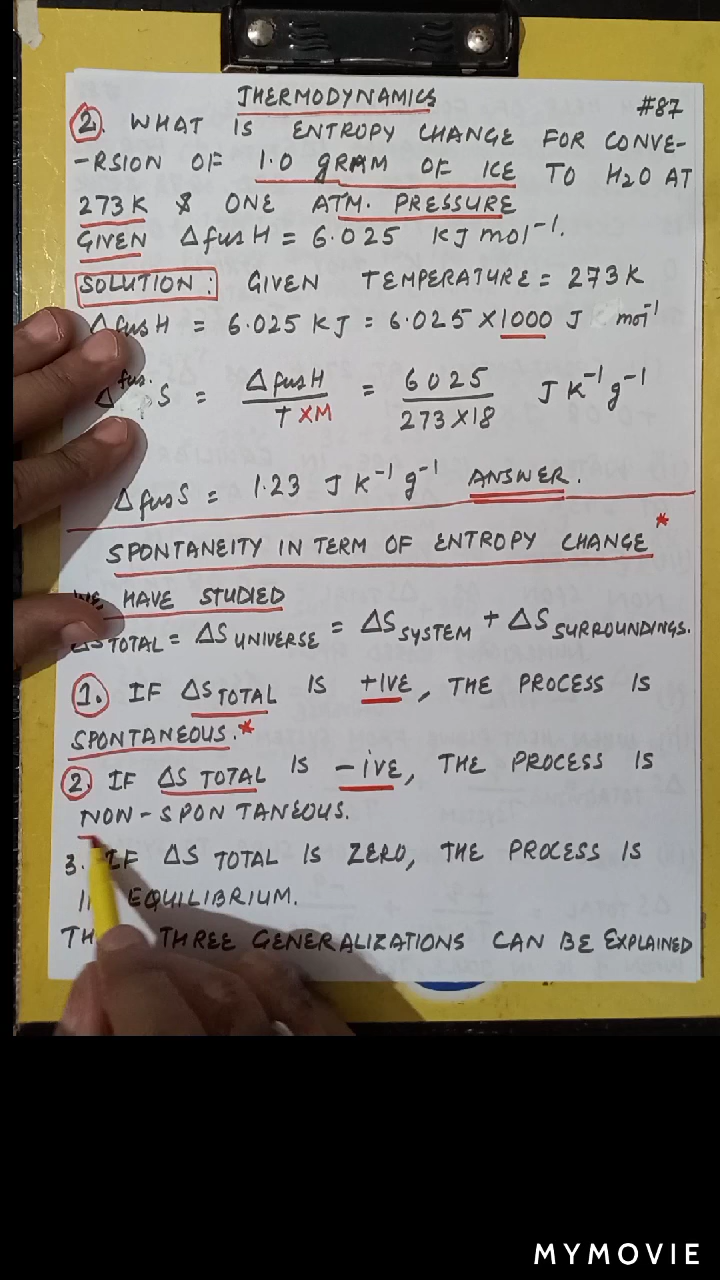 THERMODYNAMICS #87
2. WHAT IS ENTROPY CHANGE FOR CONVE-
-RSION OF 1.0 gRAM OF ICE TO H2O AT
273K & ONE ATM. PRESSURE
GIVEN ΔfusH = 6.025 KJ mol⁻¹.
SOLUTION: GIVEN TEMPERATURE = 273K
ΔfusH = 6.025 KJ = 6.025 X 1000 J mol⁻¹
Δfus.S = ΔfusH / T XM = 6025 / 273 X 18 J K⁻¹ g⁻¹
ΔfusS = 1.23 J K⁻¹ g⁻¹ ANSWER.
SPONTANEITY IN TERM OF ENTROPY CHANGE *
HAVE STUDIED
ΔS TOTAL = ΔS UNIVERSE = ΔS SYSTEM + ΔS SURROUNDINGS.
1. IF ΔS TOTAL IS +IVE, THE PROCESS IS
SPONTANEOUS.*
2. IF ΔS TOTAL IS -IVE, THE PROCESS IS
NON-SPONTANEOUS.
3. IF ΔS TOTAL IS ZERO, THE PROCESS IS
EQUILIBRIUM.
THREE GENERALIZATIONS CAN BE EXPLAINED
MYMOVIE